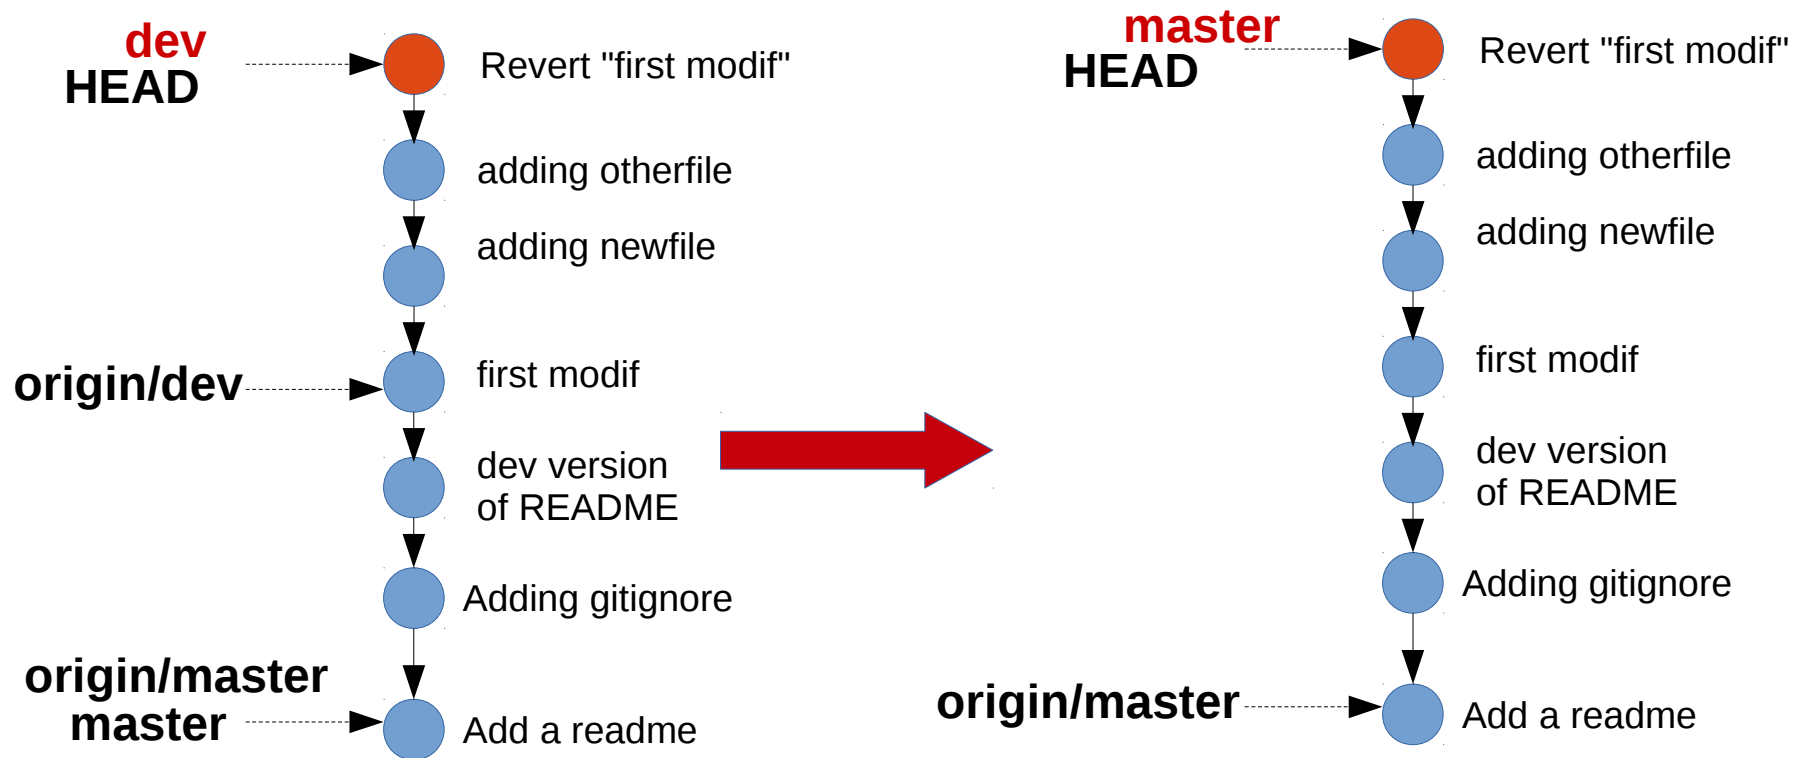 dev
HEAD
Revert "first modif"
adding otherfile
adding newfile
origin/dev
first modif
dev version
of README
Adding gitignore
origin/master
master
Add a readme
master
HEAD
Revert "first modif"
adding otherfile
adding newfile
first modif
dev version
of README
Adding gitignore
origin/master
Add a readme